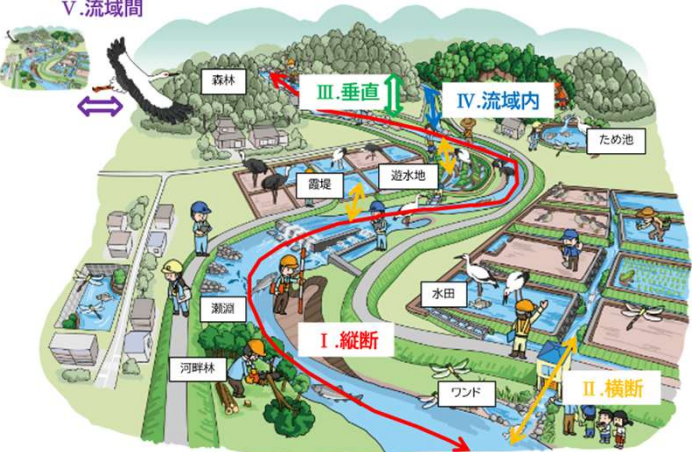 Ⅴ.流域間
森林
Ⅲ.垂直
Ⅳ.流域内
ため池
霞堤
遊水地
水田
瀬淵
Ⅰ.縦断
河畔林
ワンド
Ⅱ.横断